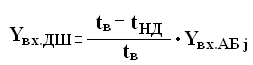 Yвх.ДШ = (tв − tНД) / tв · Yвх.АБ j